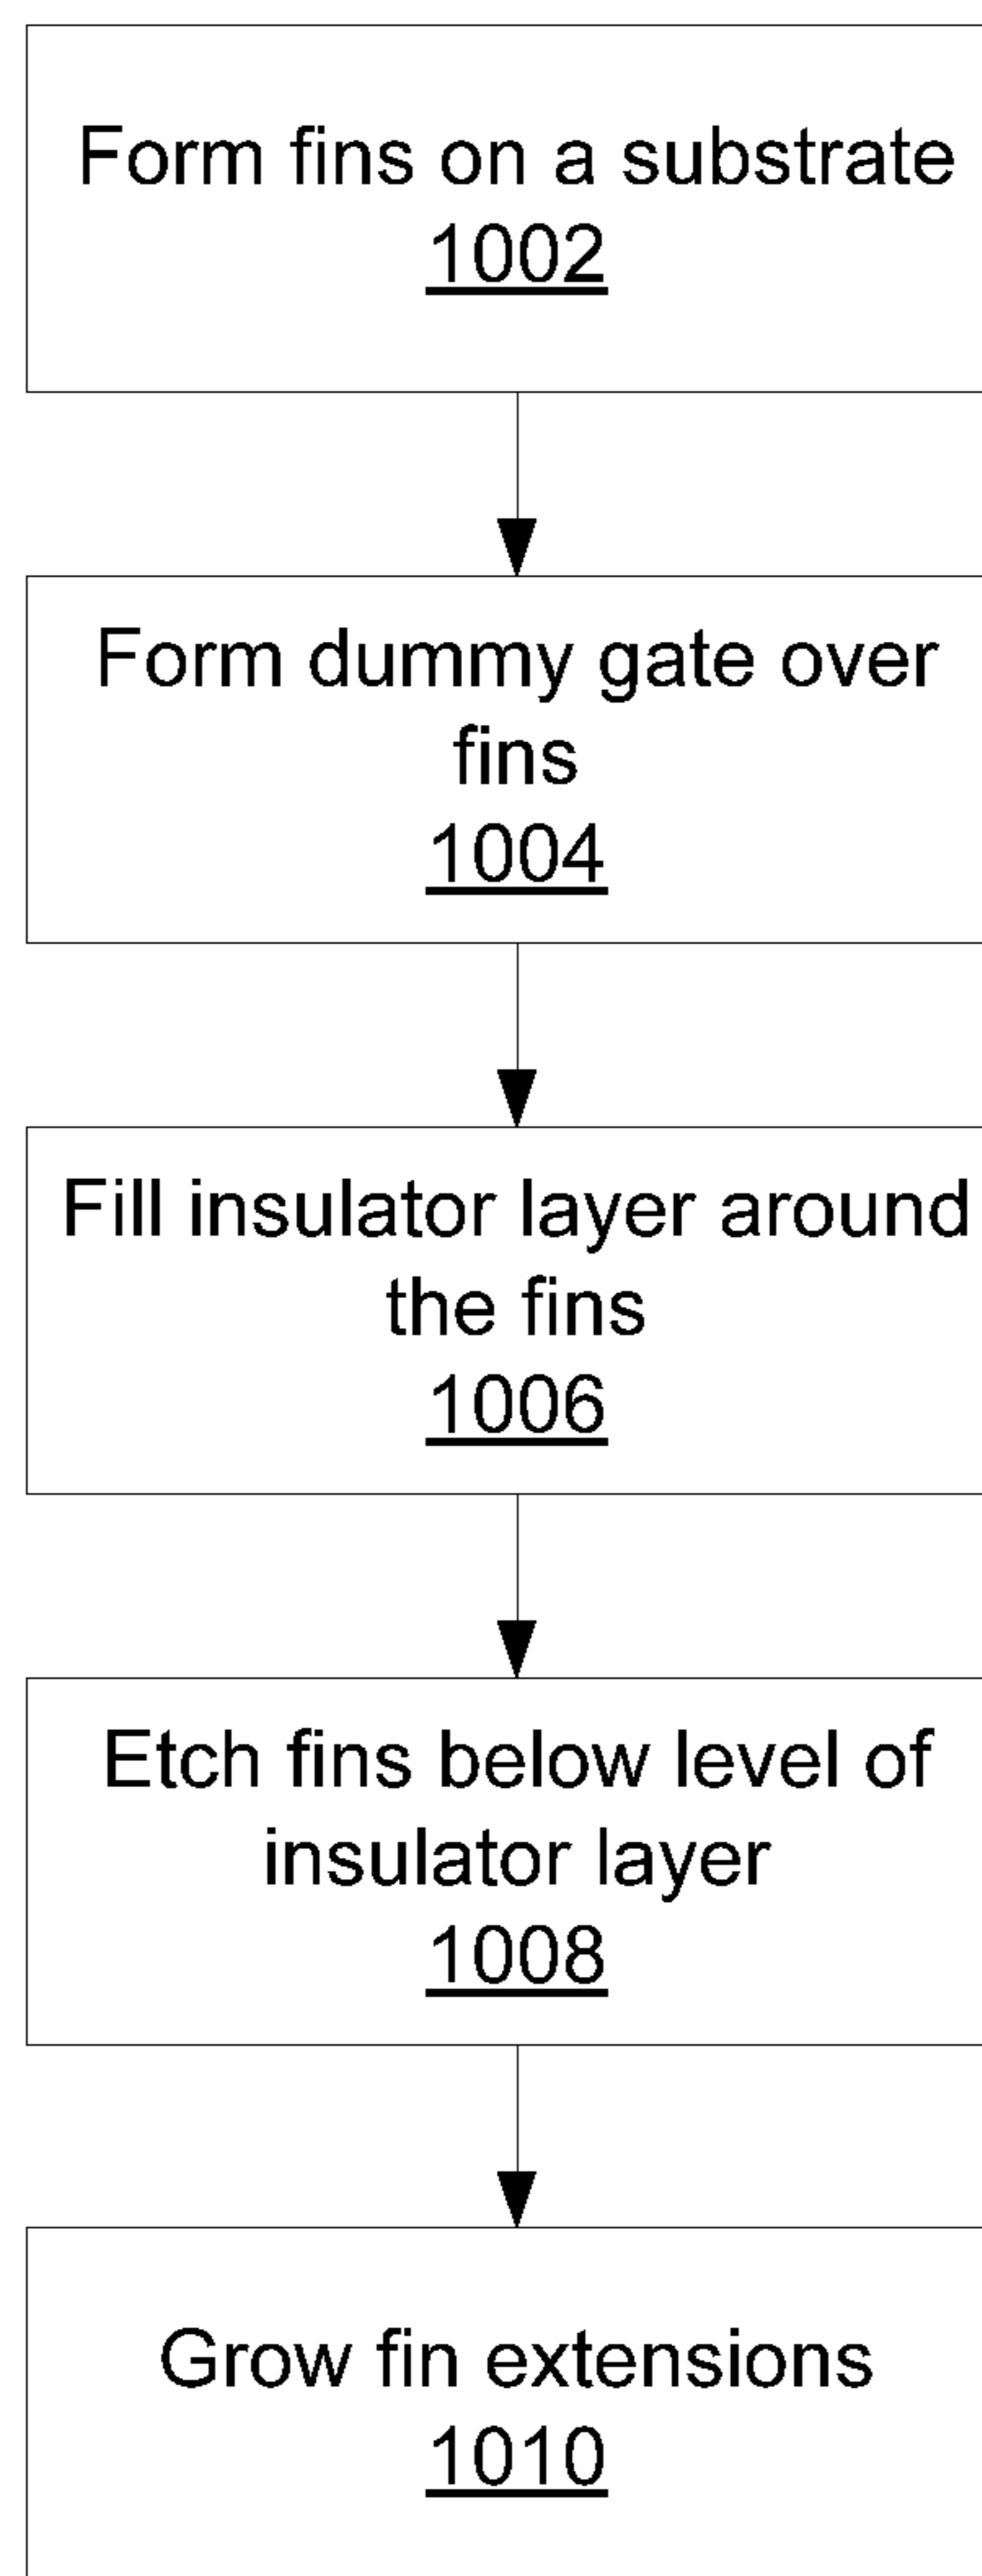 Form fins on a substrate
1002
Form dummy gate over
fins
1004
Fill insulator layer around
the fins
1006
Etch fins below level of
insulator layer
1008
Grow fin extensions
1010